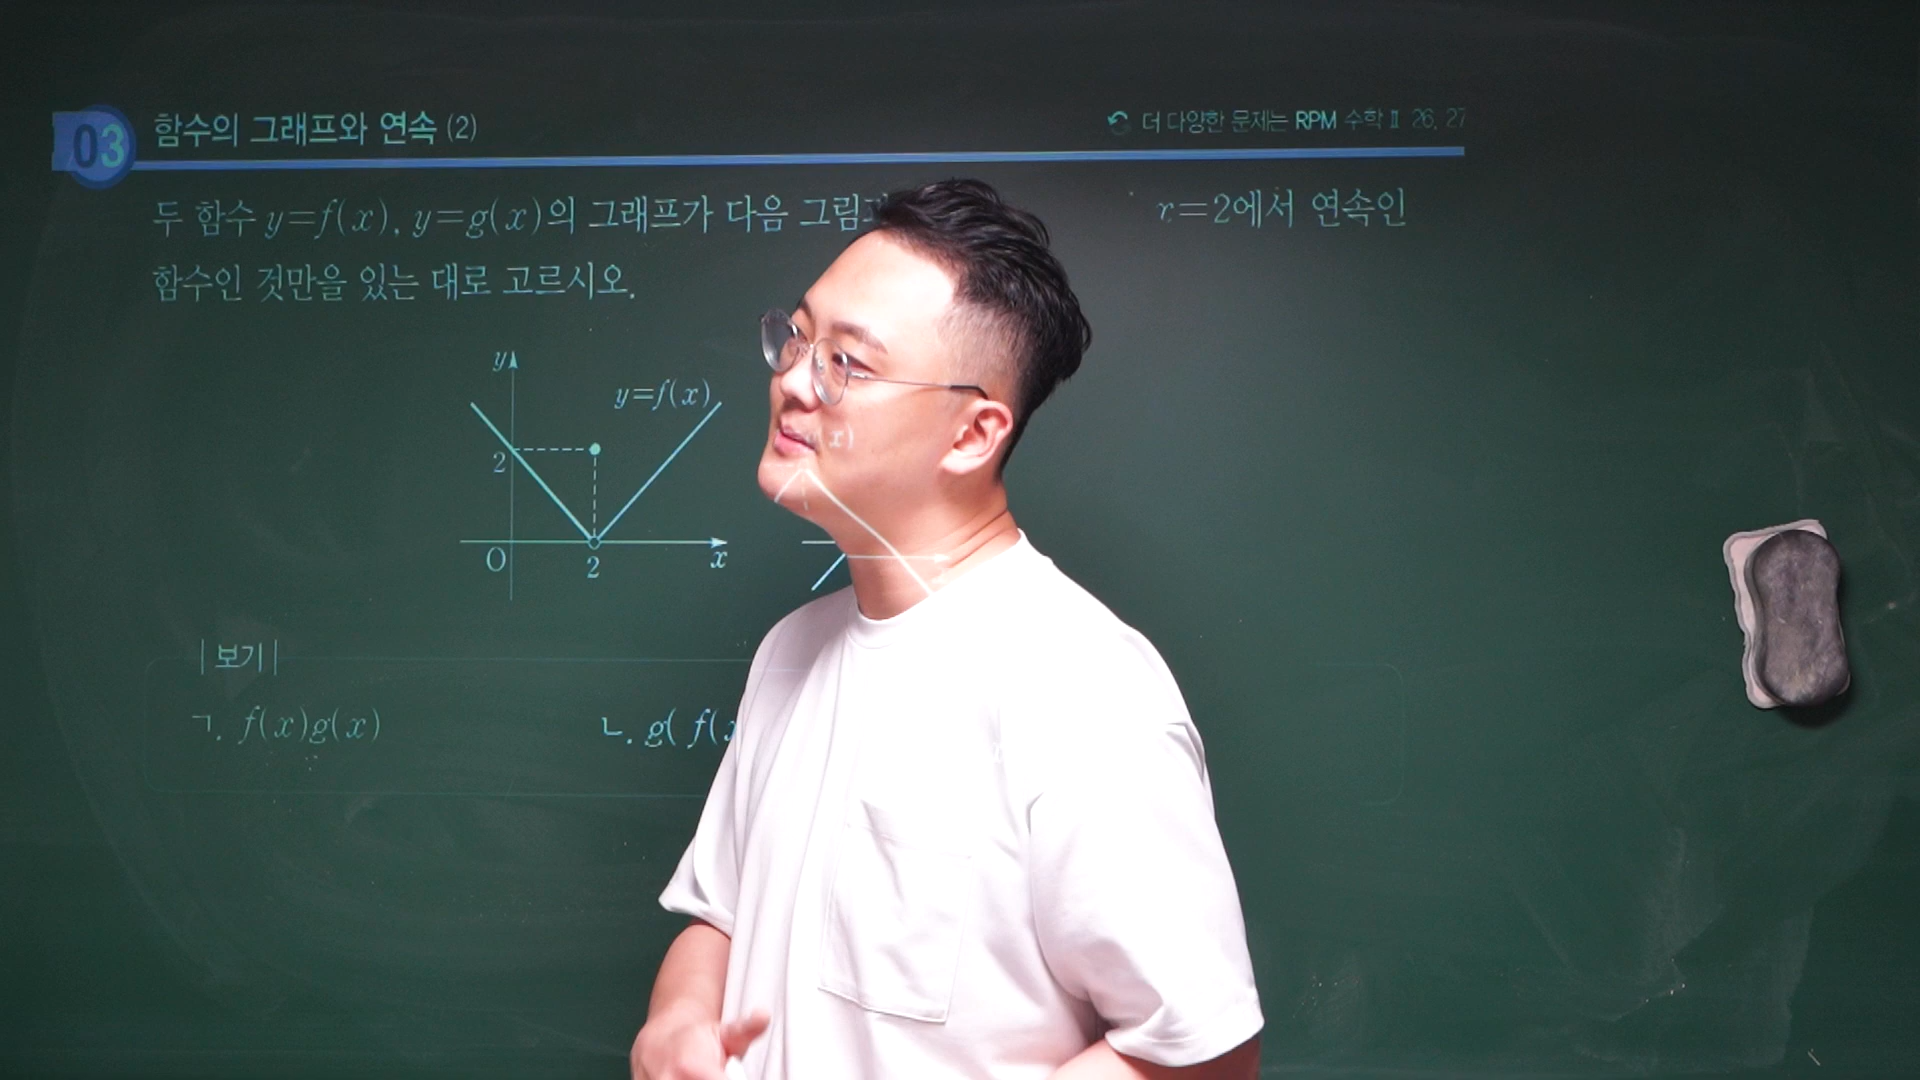 03 함수의 그래프와 연속 (2)
더 다양한 문제는 RPM 수학 Ⅱ 26, 27
두 함수 y=f(x), y=g(x)의 그래프가 다음 x=2에서 연속인
함수인 것만을 있는 대로 고르시오.
y
y=f(x)
x)
2
O
2
x
|보기|
ㄱ. f(x)g(x)
ㄴ. g( f(x